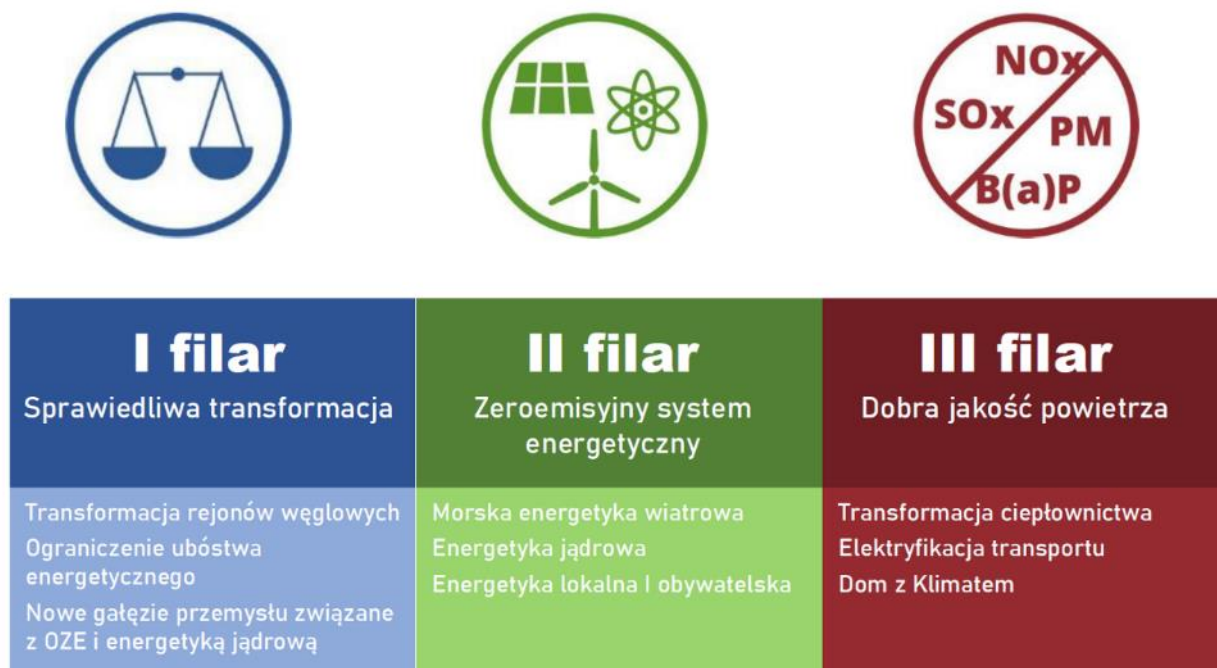 NOx
SOx
PM
B(a)P
I filar
Sprawiedliwa transformacja
II filar
Zeroemisyjny system
energetyczny
III filar
Dobra jakość powietrza
Transformacja rejonów węglowych
Ograniczenie ubóstwa
energetycznego
Nowe gałęzie przemysłu związane
z OZE i energetyką jądrową
Morska energetyka wiatrowa
Energetyka jądrowa
Energetyka lokalna I obywatelska
Transformacja ciepłownictwa
Elektryfikacja transportu
Dom z Klimatem